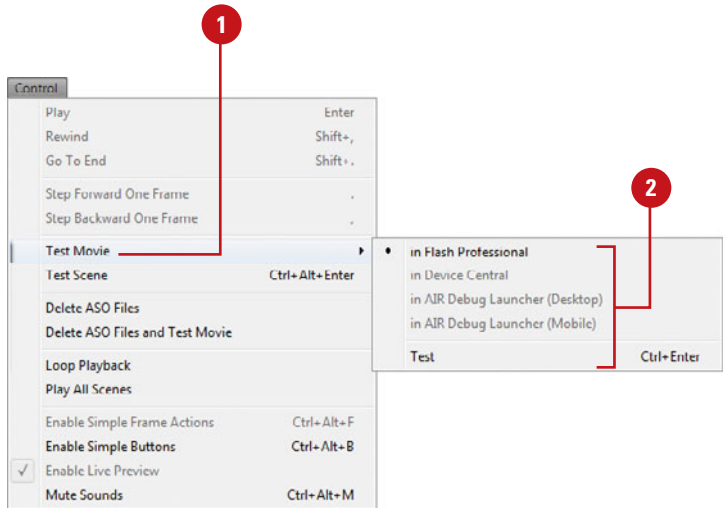 1
Control
Play Enter
Rewind Shift+,
Go To End Shift+.
Step Forward One Frame .
Step Backward One Frame ,
2
Test Movie
Test Scene Ctrl+Alt+Enter
Delete ASO Files
Delete ASO Files and Test Movie
Loop Playback
Play All Scenes
Enable Simple Frame Actions Ctrl+Alt+F
Enable Simple Buttons Ctrl+Alt+B
Enable Live Preview
Mute Sounds Ctrl+Alt+M
in Flash Professional
in Device Central
in AIR Debug Launcher (Desktop)
in AIR Debug Launcher (Mobile)
Test Ctrl+Enter